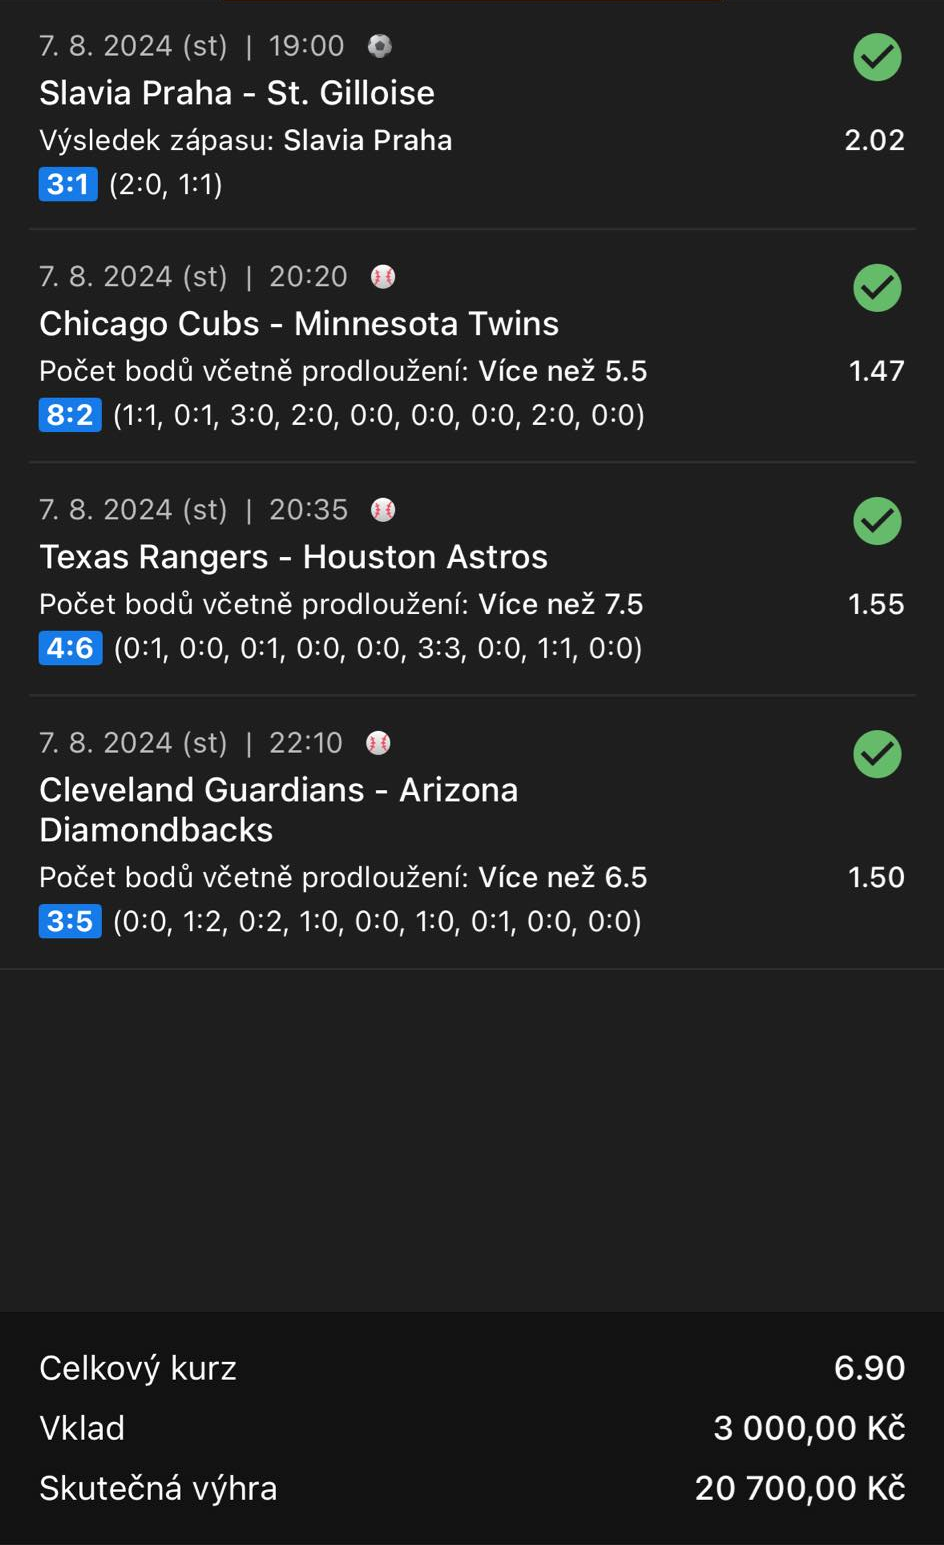 7. 8. 2024 (st) | 19:00
Slavia Praha - St. Gilloise
Výsledek zápasu: Slavia Praha 2.02
3:1 (2:0, 1:1)
7. 8. 2024 (st) | 20:20
Chicago Cubs - Minnesota Twins
Počet bodů včetně prodloužení: Více než 5.5 1.47
8:2 (1:1, 0:1, 3:0, 2:0, 0:0, 0:0, 0:0, 2:0, 0:0)
7. 8. 2024 (st) | 20:35
Texas Rangers - Houston Astros
Počet bodů včetně prodloužení: Více než 7.5 1.55
4:6 (0:1, 0:0, 0:1, 0:0, 0:0, 3:3, 0:0, 1:1, 0:0)
7. 8. 2024 (st) | 22:10
Cleveland Guardians - Arizona
Diamondbacks
Počet bodů včetně prodloužení: Více než 6.5 1.50
3:5 (0:0, 1:2, 0:2, 1:0, 0:0, 1:0, 0:1, 0:0, 0:0)
Celkový kurz 6.90
Vklad 3 000,00 Kč
Skutečná výhra 20 700,00 Kč